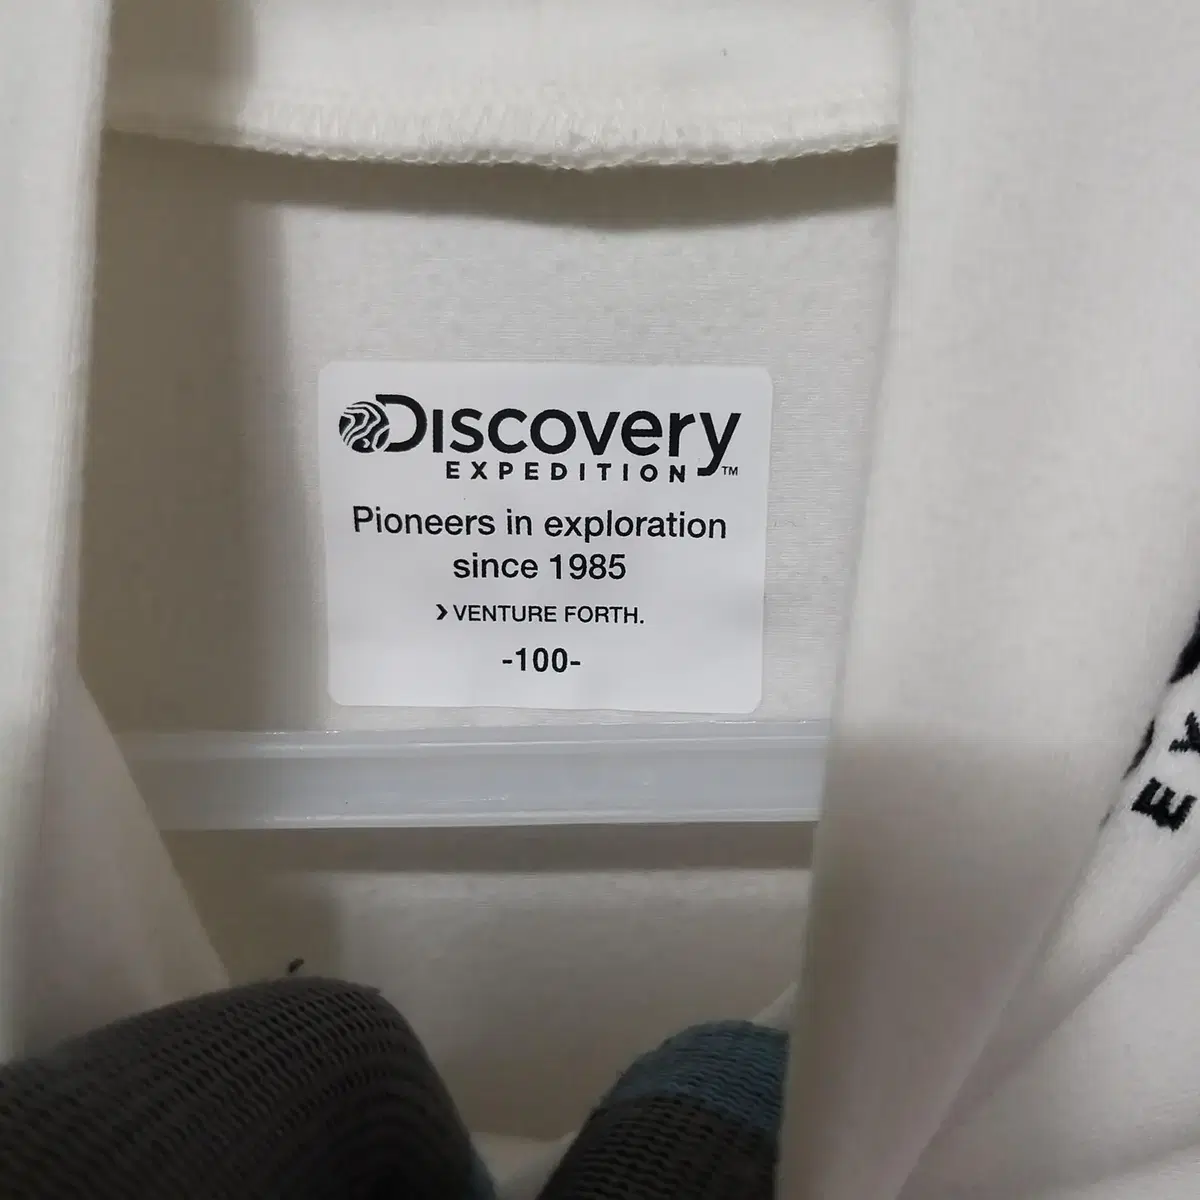 DISCOVERY
EXPEDITION™
Pioneers in exploration
since 1985
› VENTURE FORTH.
-100-